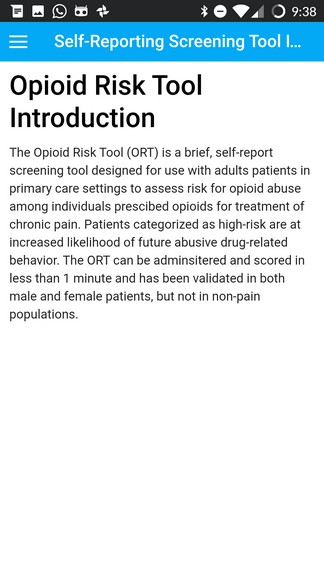 9:38
Self-Reporting Screening Tool I...
Opioid Risk Tool
Introduction
The Opioid Risk Tool (ORT) is a brief, self-report
screening tool designed for use with adults patients in
primary care settings to assess risk for opioid abuse
among individuals prescibed opioids for treatment of
chronic pain. Patients categorized as high-risk are at
increased likelihood of future abusive drug-related
behavior. The ORT can be adminsitered and scored in
less than 1 minute and has been validated in both
male and female patients, but not in non-pain
populations.